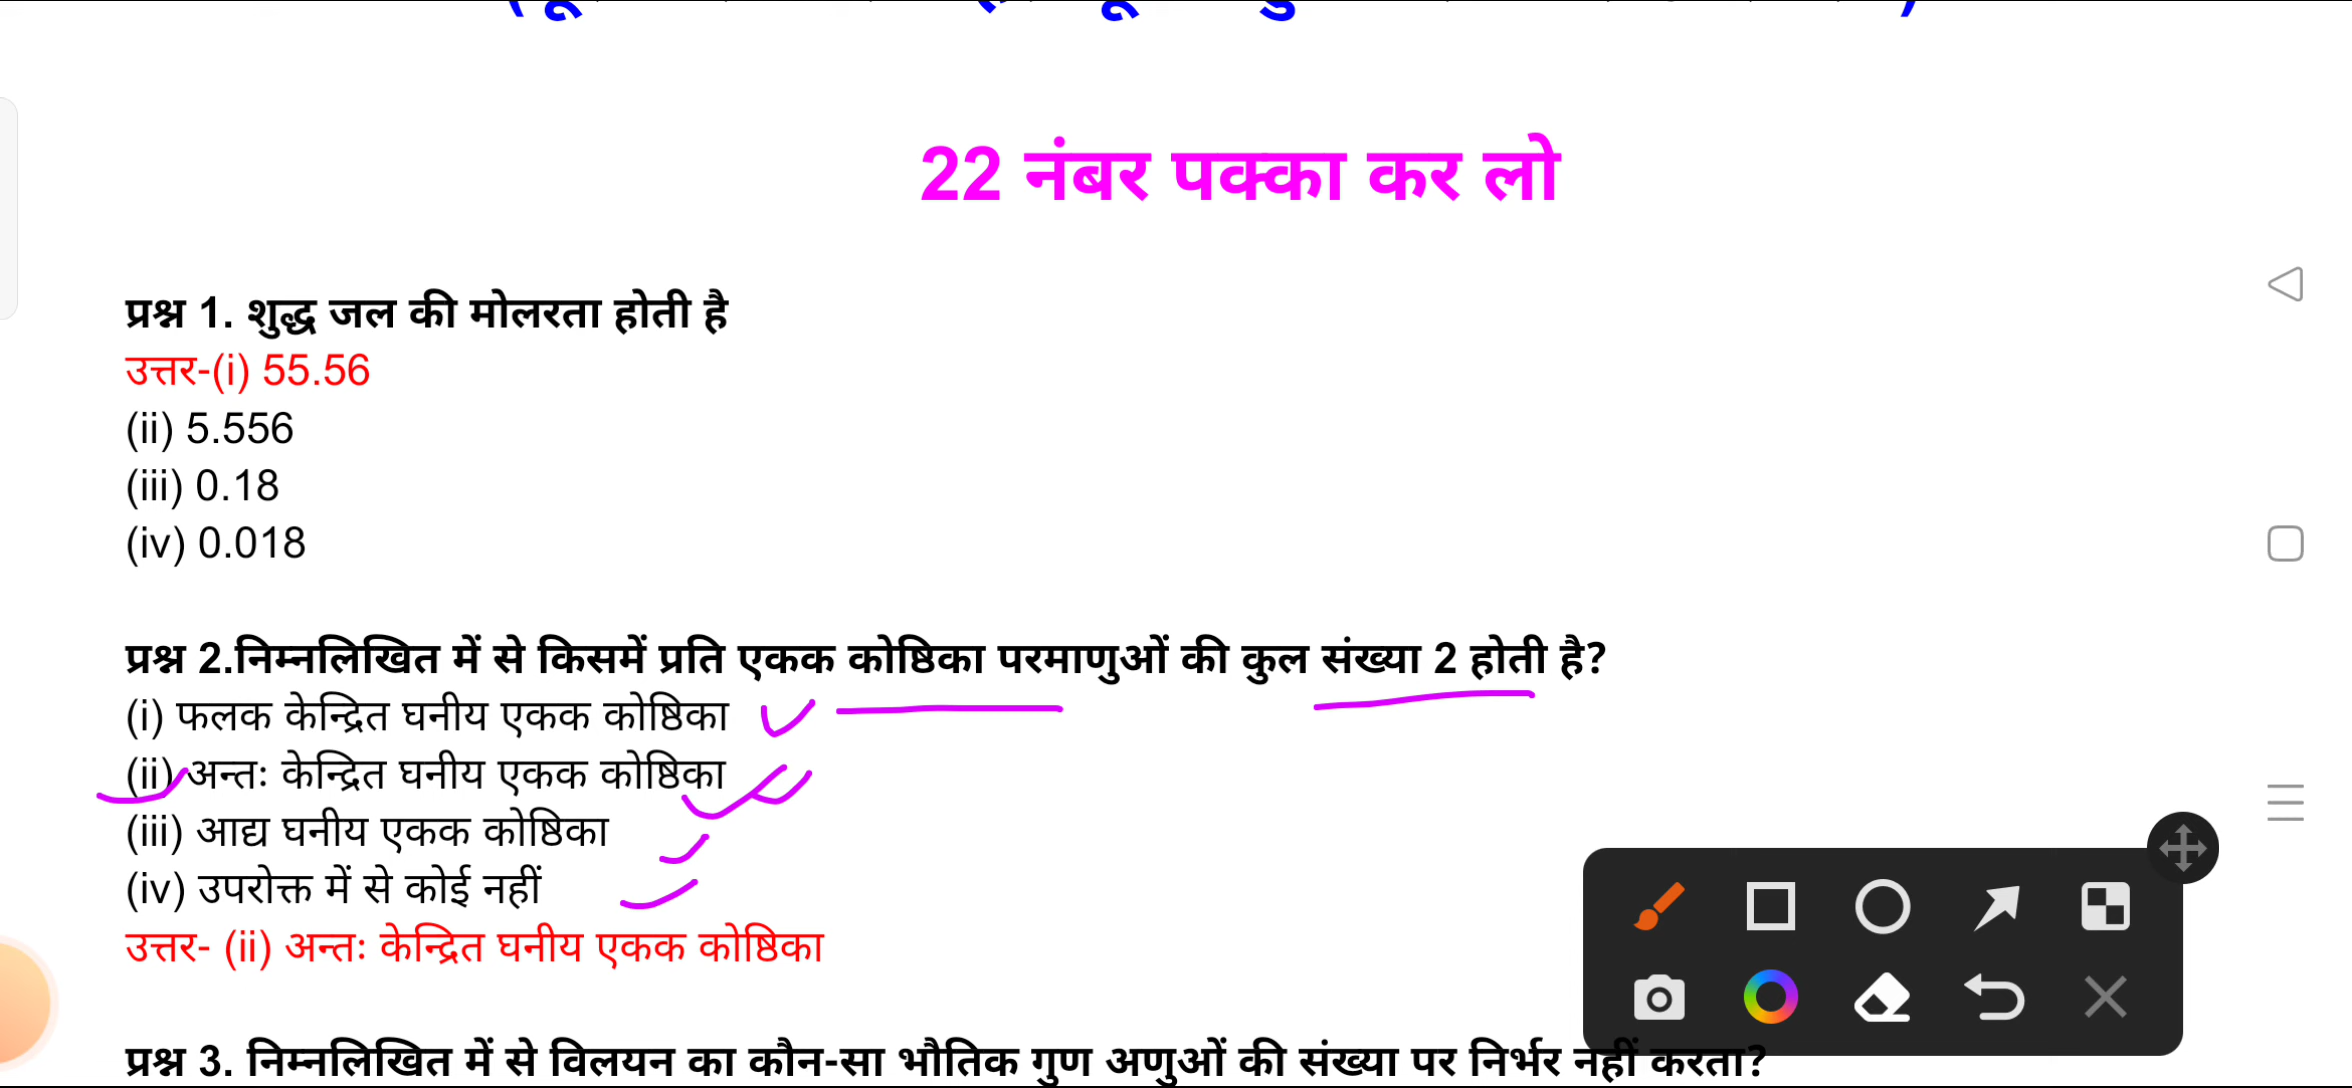 22 नंबर पक्का कर लो
प्रश्न 1. शुद्ध जल की मोलरता होती है
उत्तर-(i) 55.56
(ii) 5.556
(iii) 0.18
(iv) 0.018
प्रश्न 2.निम्नलिखित में से किसमें प्रति एकक कोष्ठिका परमाणुओं की कुल संख्या 2 होती है?
(i) फलक केन्द्रित घनीय एकक कोष्ठिका
(ii) अन्तः केन्द्रित घनीय एकक कोष्ठिका
(iii) आद्य घनीय एकक कोष्ठिका
(iv) उपरोक्त में से कोई नहीं
उत्तर- (ii) अन्तः केन्द्रित घनीय एकक कोष्ठिका
प्रश्न 3. निम्नलिखित में से विलयन का कौन-सा भौतिक गुण अणुओं की संख्या पर निर्भर नहीं करता?